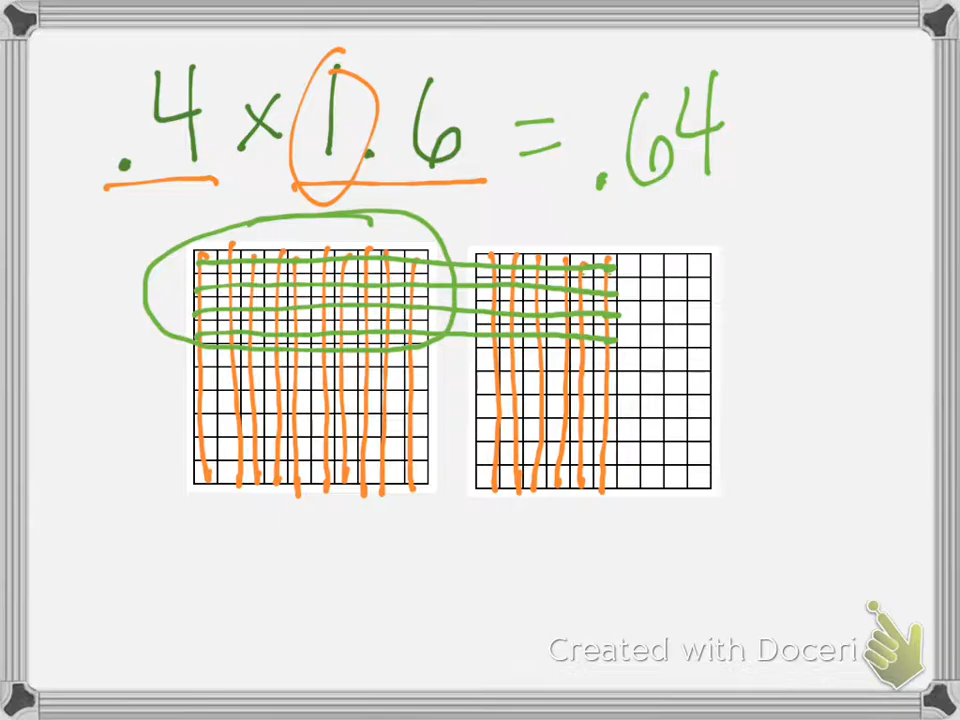 .4 x 1.6 = .64
Created with Doceri